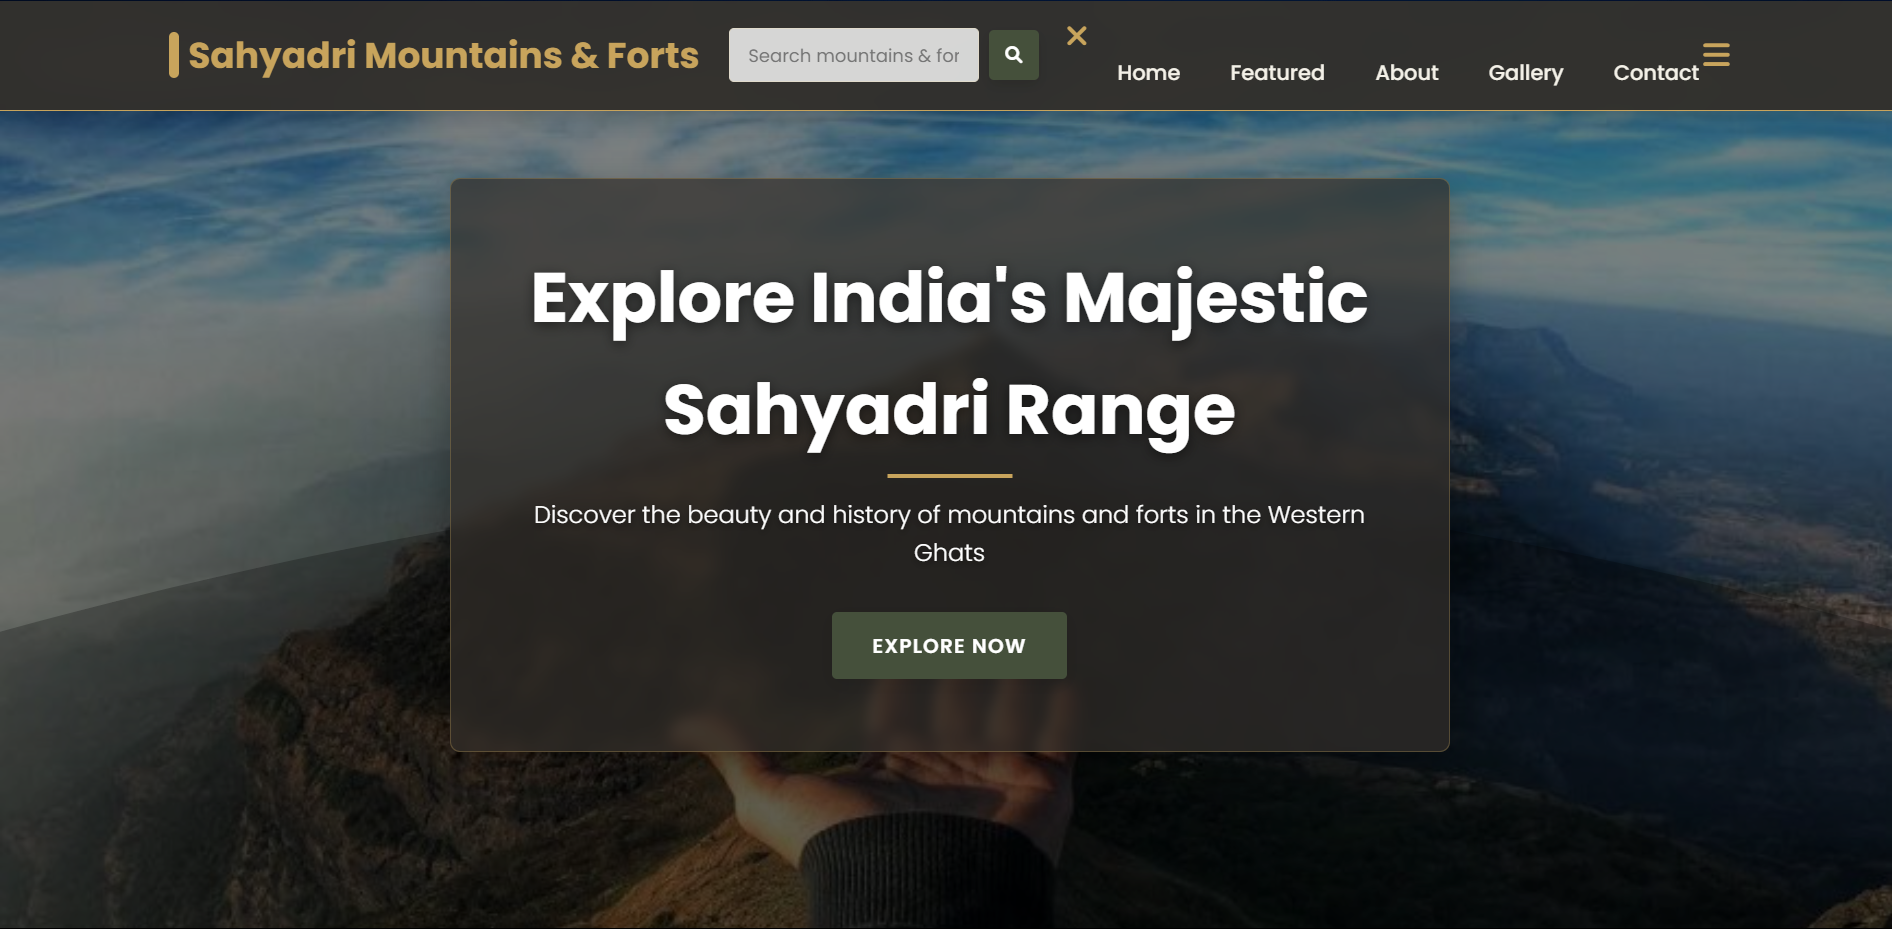 Sahyadri Mountains & Forts
Search mountains & for
Home Featured About Gallery Contact
Explore India's Majestic
Sahyadri Range
Discover the beauty and history of mountains and forts in the Western
Ghats
EXPLORE NOW